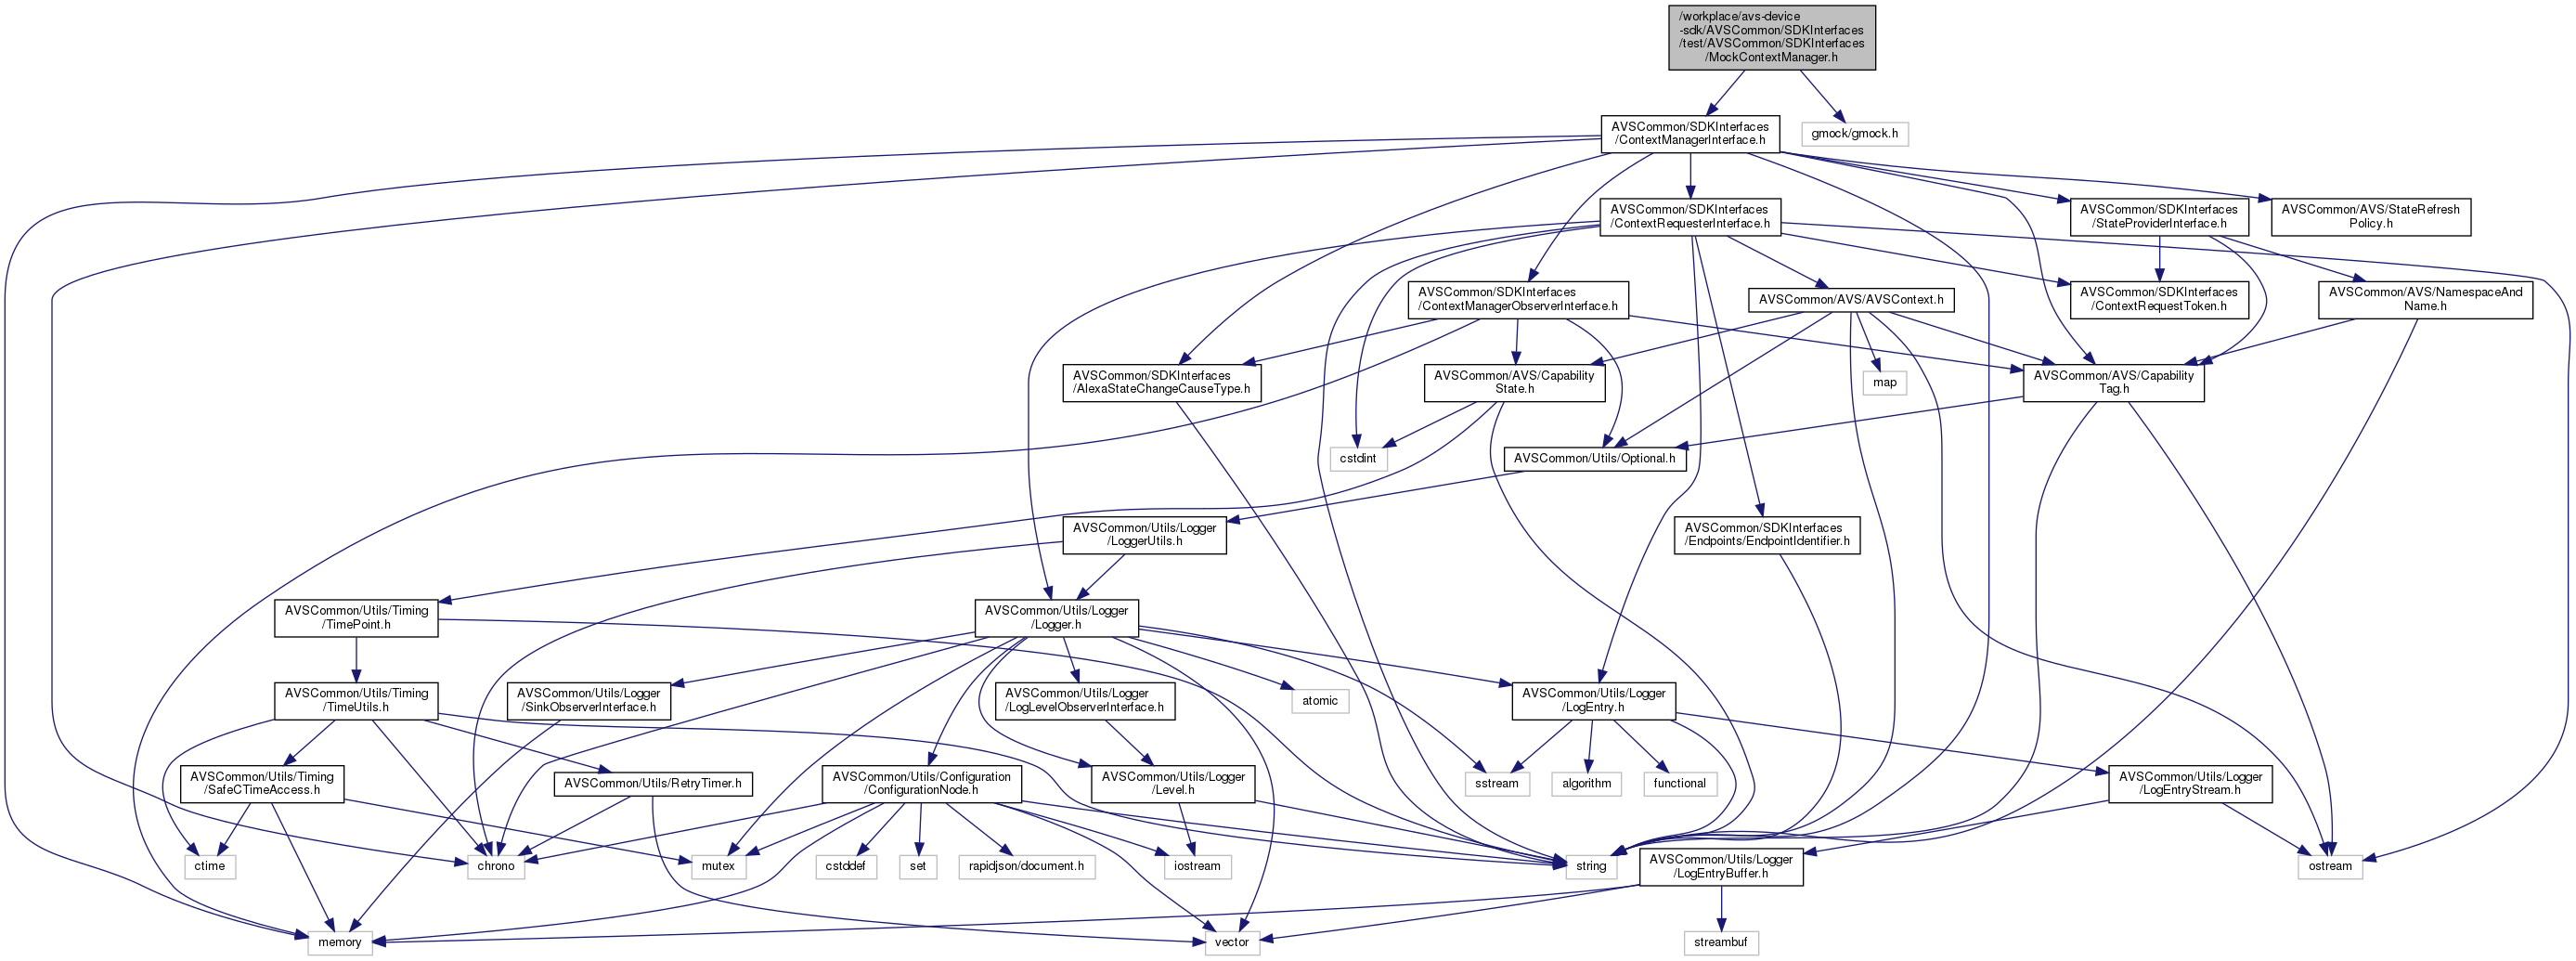 /workplace/avs-device
-sdk/AVSCommon/SDKInterfaces
/test/AVSCommon/SDKInterfaces
/MockContextManager.h
AVSCommon/SDKInterfaces
/ContextManagerInterface.h
gmock/gmock.h
AVSCommon/SDKInterfaces
/ContextRequesterInterface.h
AVSCommon/SDKInterfaces
/StateProviderInterface.h
AVSCommon/AVS/StateRefresh
Policy.h
AVSCommon/SDKInterfaces
/ContextManagerObserverInterface.h
AVSCommon/AVS/AVSContext.h
AVSCommon/SDKInterfaces
/ContextRequestToken.h
AVSCommon/AVS/NamespaceAnd
Name.h
AVSCommon/SDKInterfaces
/AlexaStateChangeCauseType.h
AVSCommon/AVS/Capability
State.h
map
AVSCommon/AVS/Capability
Tag.h
cstdint
AVSCommon/Utils/Optional.h
AVSCommon/Utils/Logger
/LoggerUtils.h
AVSCommon/SDKInterfaces
/Endpoints/EndpointIdentifier.h
AVSCommon/Utils/Timing
/TimePoint.h
AVSCommon/Utils/Logger
/Logger.h
AVSCommon/Utils/Timing
/TimeUtils.h
AVSCommon/Utils/Logger
/SinkObserverInterface.h
AVSCommon/Utils/Logger
/LogLevelObserverInterface.h
atomic
AVSCommon/Utils/Logger
/LogEntry.h
AVSCommon/Utils/Timing
/SafeCTimeAccess.h
AVSCommon/Utils/RetryTimer.h
AVSCommon/Utils/Configuration
/ConfigurationNode.h
AVSCommon/Utils/Logger
/Level.h
sstream
algorithm
functional
AVSCommon/Utils/Logger
/LogEntryStream.h
ctime
chrono
mutex
cstddef
set
rapidjson/document.h
iostream
string
AVSCommon/Utils/Logger
/LogEntryBuffer.h
ostream
memory
vector
streambuf